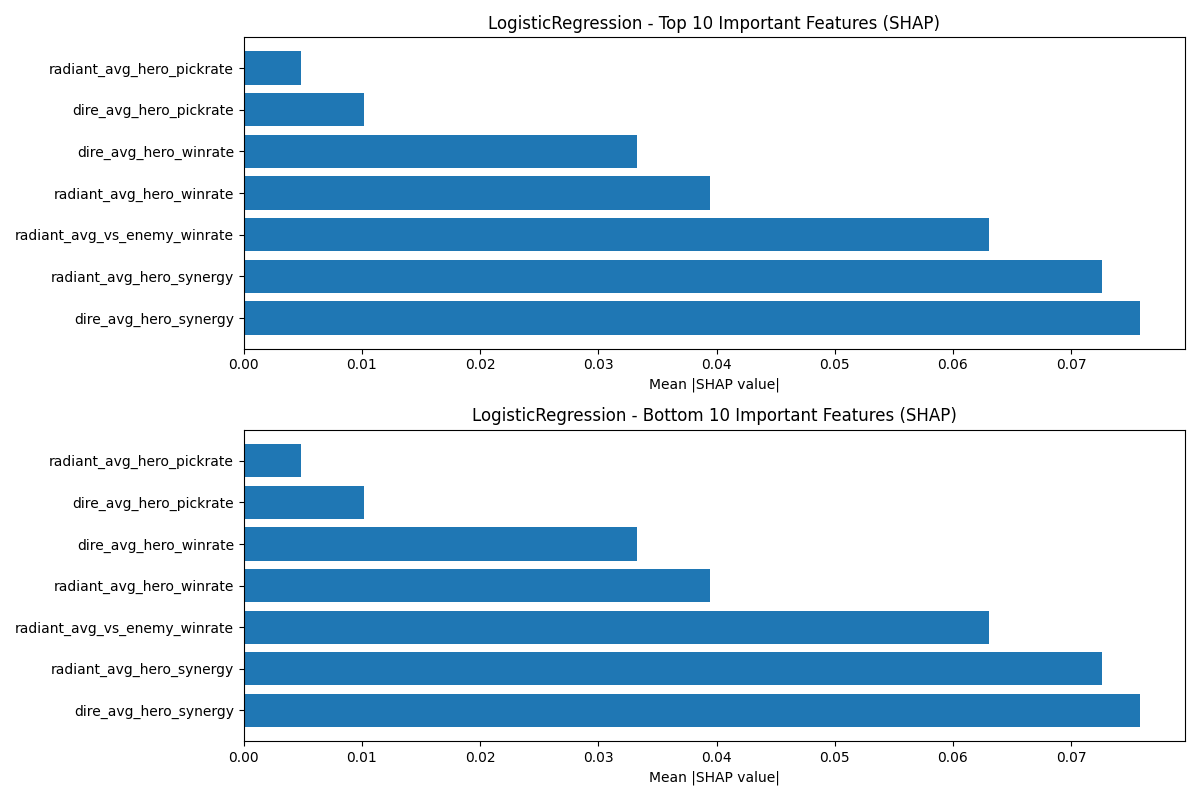 LogisticRegression - Top 10 Important Features (SHAP)
radiant_avg_hero_pickrate
dire_avg_hero_pickrate
dire_avg_hero_winrate
radiant_avg_hero_winrate
radiant_avg_vs_enemy_winrate
radiant_avg_hero_synergy
dire_avg_hero_synergy
0.00 0.01 0.02 0.03 0.04 0.05 0.06 0.07
Mean |SHAP value|
LogisticRegression - Bottom 10 Important Features (SHAP)
radiant_avg_hero_pickrate
dire_avg_hero_pickrate
dire_avg_hero_winrate
radiant_avg_hero_winrate
radiant_avg_vs_enemy_winrate
radiant_avg_hero_synergy
dire_avg_hero_synergy
0.00 0.01 0.02 0.03 0.04 0.05 0.06 0.07
Mean |SHAP value|